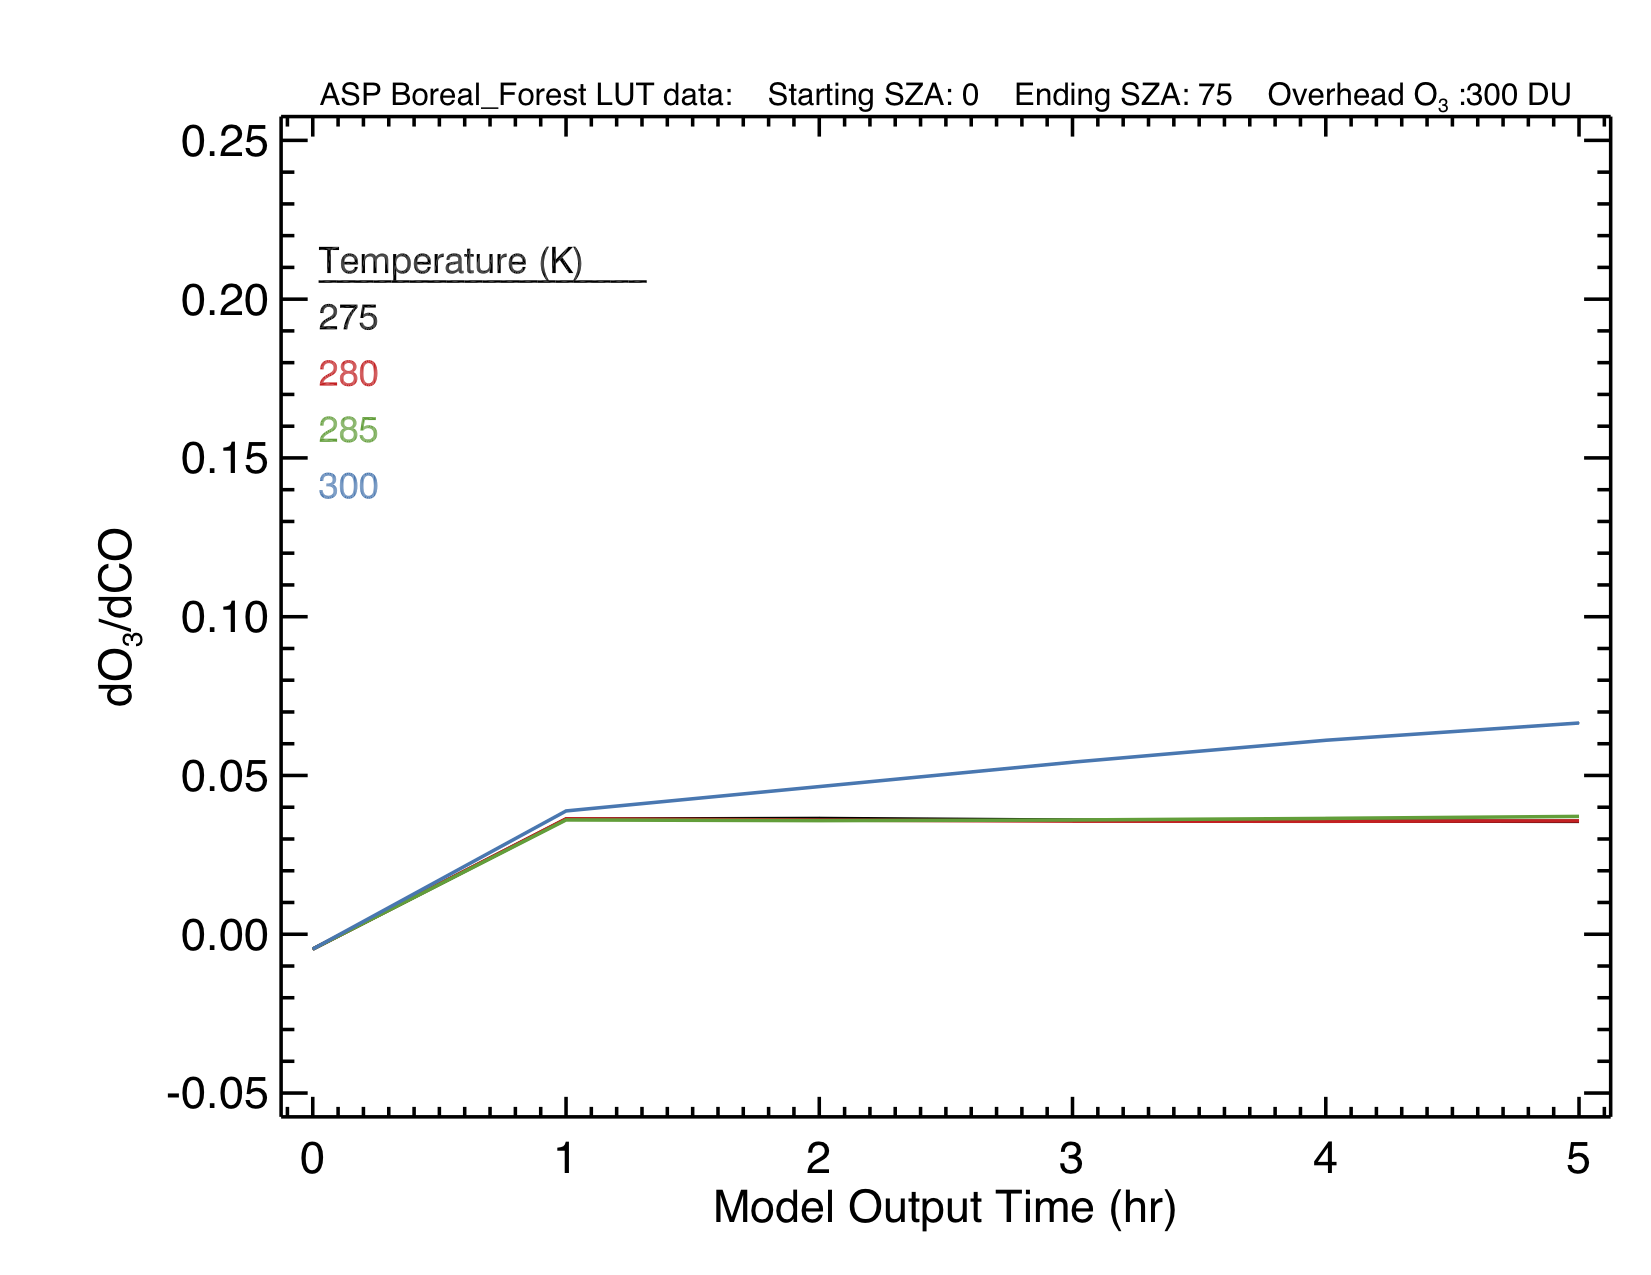 ASP Boreal_Forest LUT data: Starting SZA: 0 Ending SZA: 75 Overhead O₃ :300 DU
0.25
0.20
0.15
0.10
0.05
0.00
-0.05
dO₃/dCO
Temperature (K)
275
280
285
300
0 1 2 3 4 5
Model Output Time (hr)